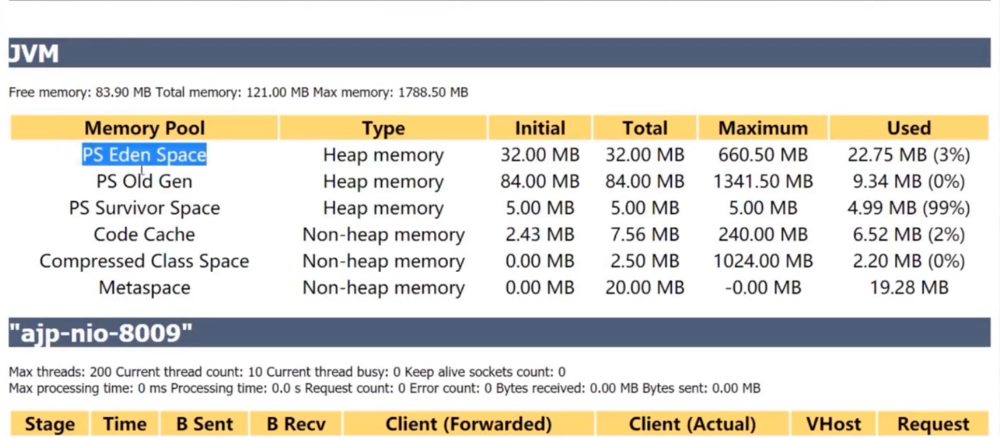 JVM
Free memory: 83.90 MB Total memory: 121.00 MB Max memory: 1788.50 MB
Memory Pool Type Initial Total Maximum Used
PS Eden Space Heap memory 32.00 MB 32.00 MB 660.50 MB 22.75 MB (3%)
PS Old Gen Heap memory 84.00 MB 84.00 MB 1341.50 MB 9.34 MB (0%)
PS Survivor Space Heap memory 5.00 MB 5.00 MB 5.00 MB 4.99 MB (99%)
Code Cache Non-heap memory 2.43 MB 7.56 MB 240.00 MB 6.52 MB (2%)
Compressed Class Space Non-heap memory 0.00 MB 2.50 MB 1024.00 MB 2.20 MB (0%)
Metaspace Non-heap memory 0.00 MB 20.00 MB -0.00 MB 19.28 MB
"ajp-nio-8009"
Max threads: 200 Current thread count: 10 Current thread busy: 0 Keep alive sockets count: 0
Max processing time: 0 ms Processing time: 0.0 s Request count: 0 Error count: 0 Bytes received: 0.00 MB Bytes sent: 0.00 MB
Stage Time B Sent B Recv Client (Forwarded) Client (Actual) VHost Request